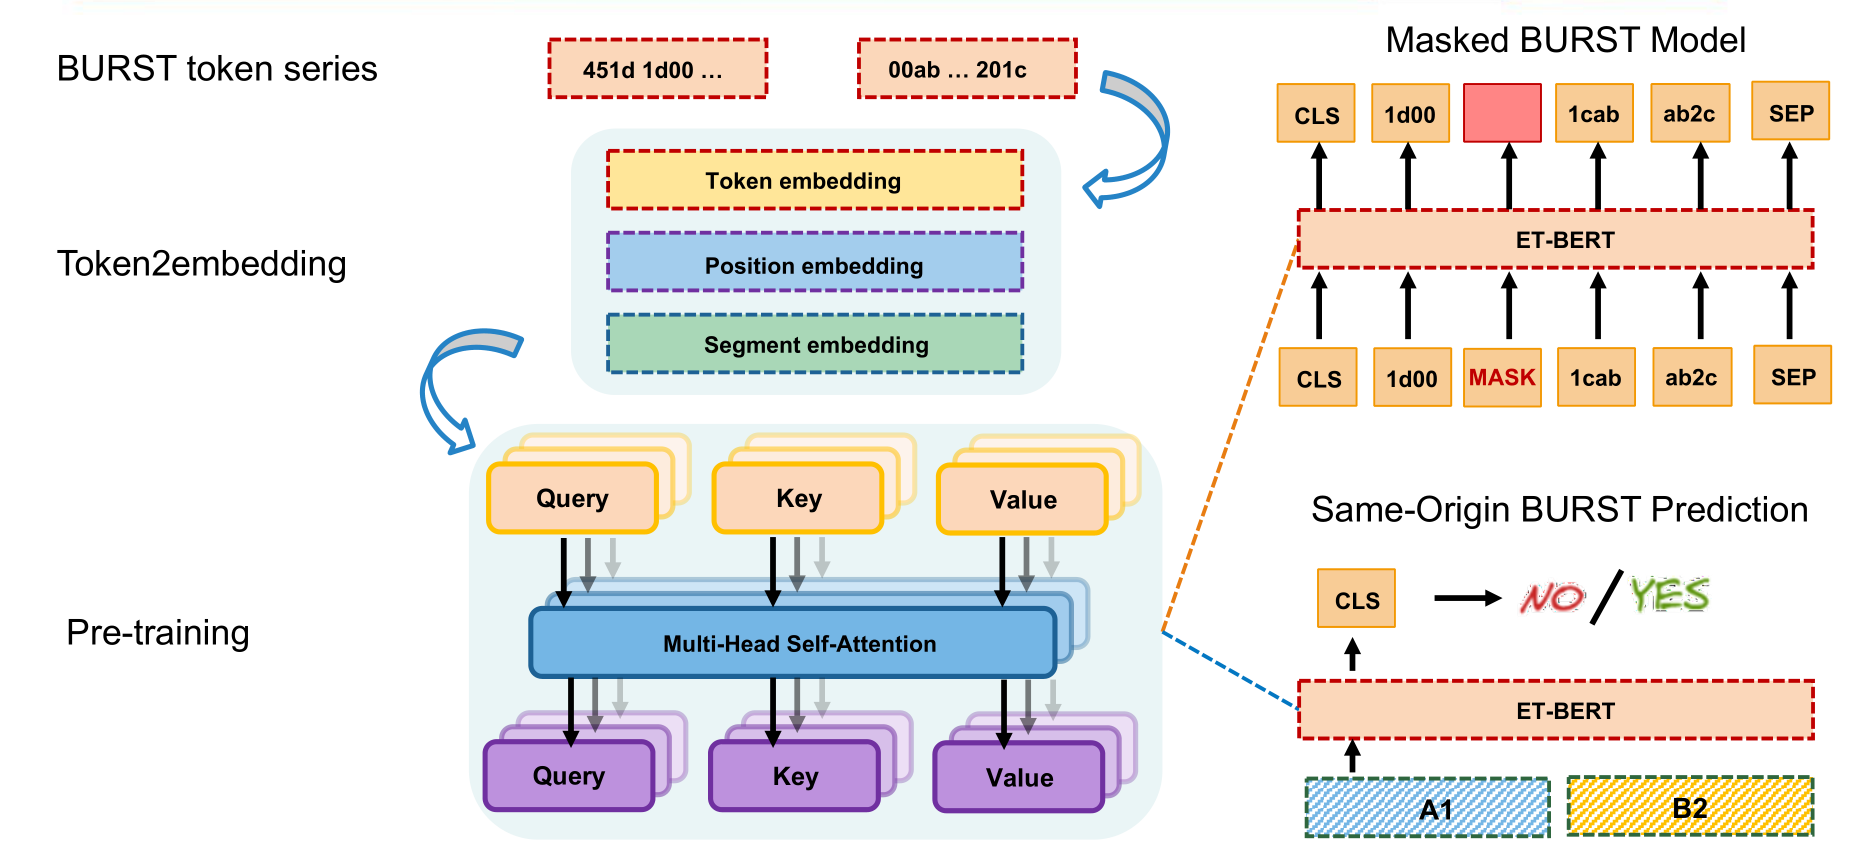 BURST token series
451d 1d00 ...
00ab ... 201c
Token2embedding
Token embedding
Position embedding
Segment embedding
Pre-training
Query
Key
Value
Multi-Head Self-Attention
Query
Key
Value
Masked BURST Model
CLS
1d00
1cab
ab2c
SEP
ET-BERT
CLS
1d00
MASK
1cab
ab2c
SEP
Same-Origin BURST Prediction
CLS
NO/YES
ET-BERT
A1
B2